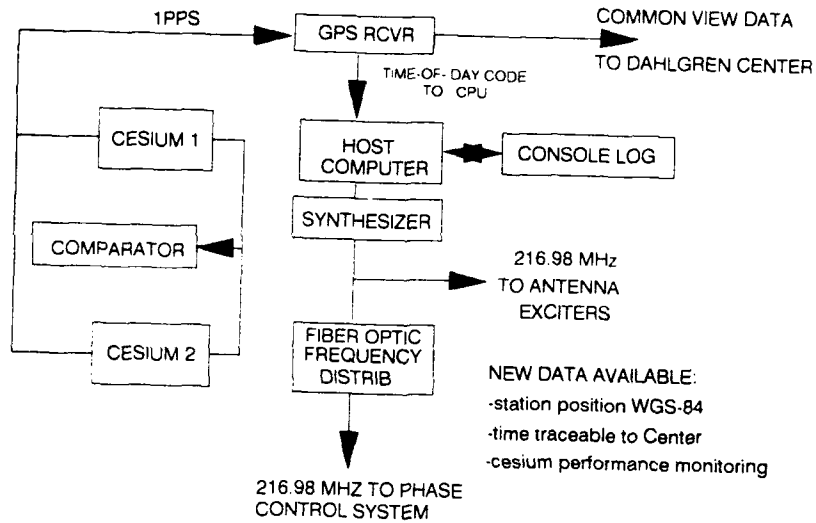 1PPS
GPS RCVR
COMMON VIEW DATA
TO DAHLGREN CENTER
TIME-OF-DAY CODE
TO CPU
CESIUM 1
HOST
COMPUTER
CONSOLE LOG
SYNTHESIZER
COMPARATOR
216.98 MHz
TO ANTENNA
EXCITERS
CESIUM 2
FIBER OPTIC
FREQUENCY
DISTRIB
NEW DATA AVAILABLE:
-station position WGS-84
-time traceable to Center
-cesium performance monitoring
216.98 MHZ TO PHASE
CONTROL SYSTEM